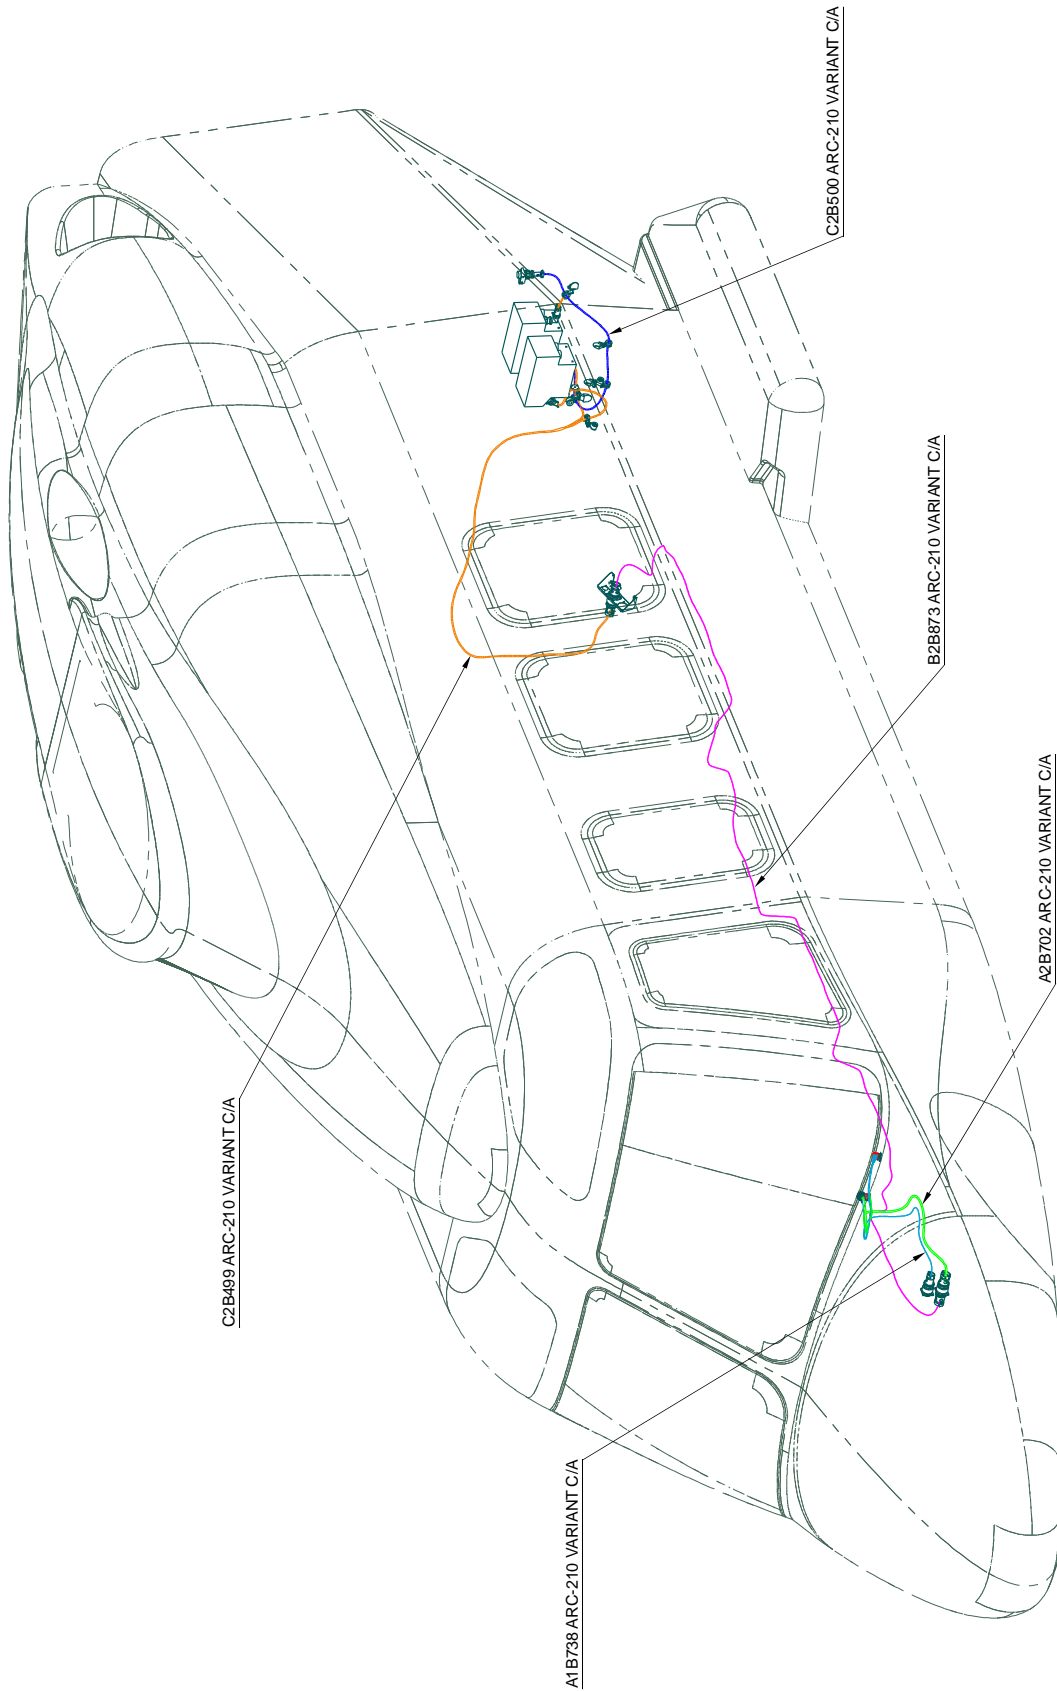 C2B500 ARC-210 VARIANT C/A
B2B873 ARC-210 VARIANT C/A
A2B702 ARC-210 VARIANT C/A
C2B499 ARC-210 VARIANT C/A
A1B738 ARC-210 VARIANT C/A